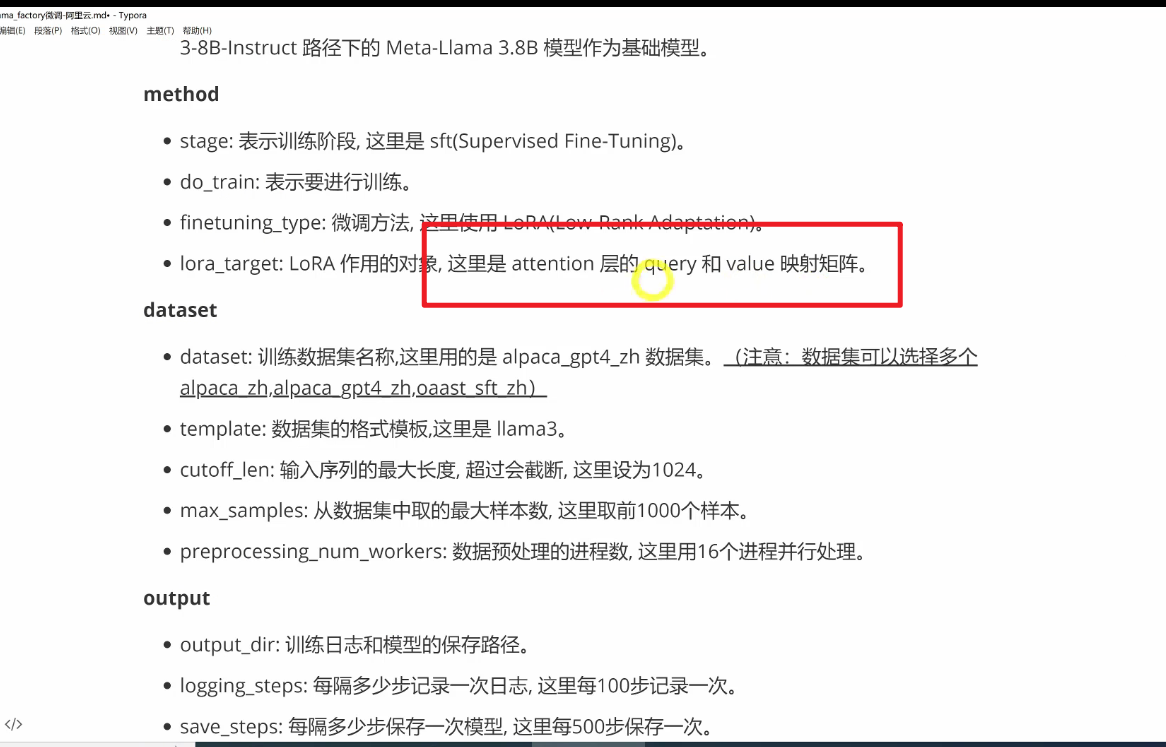 ama_factory微调-阿里云.md• - Typora
编辑(E) 段落(P) 格式(O) 视图(V) 主题(T) 帮助(H)
3-8B-Instruct 路径下的 Meta-Llama 3.8B 模型作为基础模型。
method
• stage: 表示训练阶段, 这里是 sft(Supervised Fine-Tuning)。
• do_train: 表示要进行训练。
• finetuning_type: 微调方法, 这里使用 LoRA(Low-Rank Adaptation)。
• lora_target: LoRA 作用的对象, 这里是 attention 层的 query 和 value 映射矩阵。
dataset
• dataset: 训练数据集名称,这里用的是 alpaca_gpt4_zh 数据集。（注意：数据集可以选择多个
alpaca_zh,alpaca_gpt4_zh,oaast_sft_zh）
• template: 数据集的格式模板,这里是 llama3。
• cutoff_len: 输入序列的最大长度, 超过会截断, 这里设为1024。
• max_samples: 从数据集中取的最大样本数, 这里取前1000个样本。
• preprocessing_num_workers: 数据预处理的进程数, 这里用16个进程并行处理。
output
• output_dir: 训练日志和模型的保存路径。
• logging_steps: 每隔多少步记录一次日志, 这里每100步记录一次。
• save_steps: 每隔多少步保存一次模型, 这里每500步保存一次。
</>